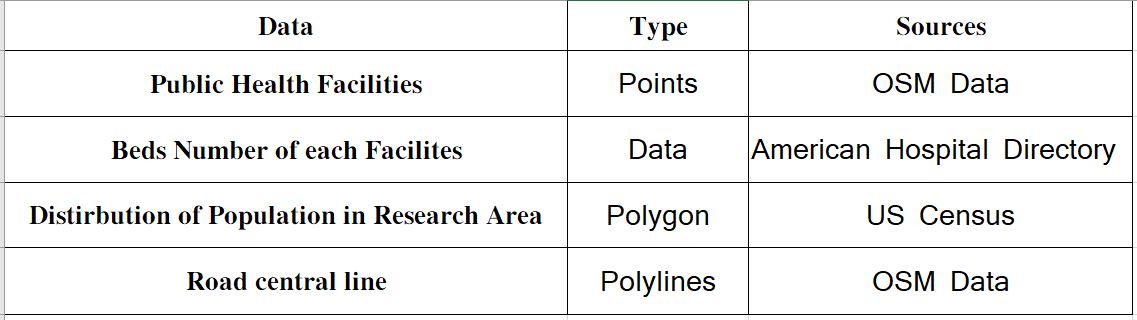 Data Type Sources
Public Health Facilities Points OSM Data
Beds Number of each Facilites Data American Hospital Directory
Distirbution of Population in Research Area Polygon US Census
Road central line Polylines OSM Data